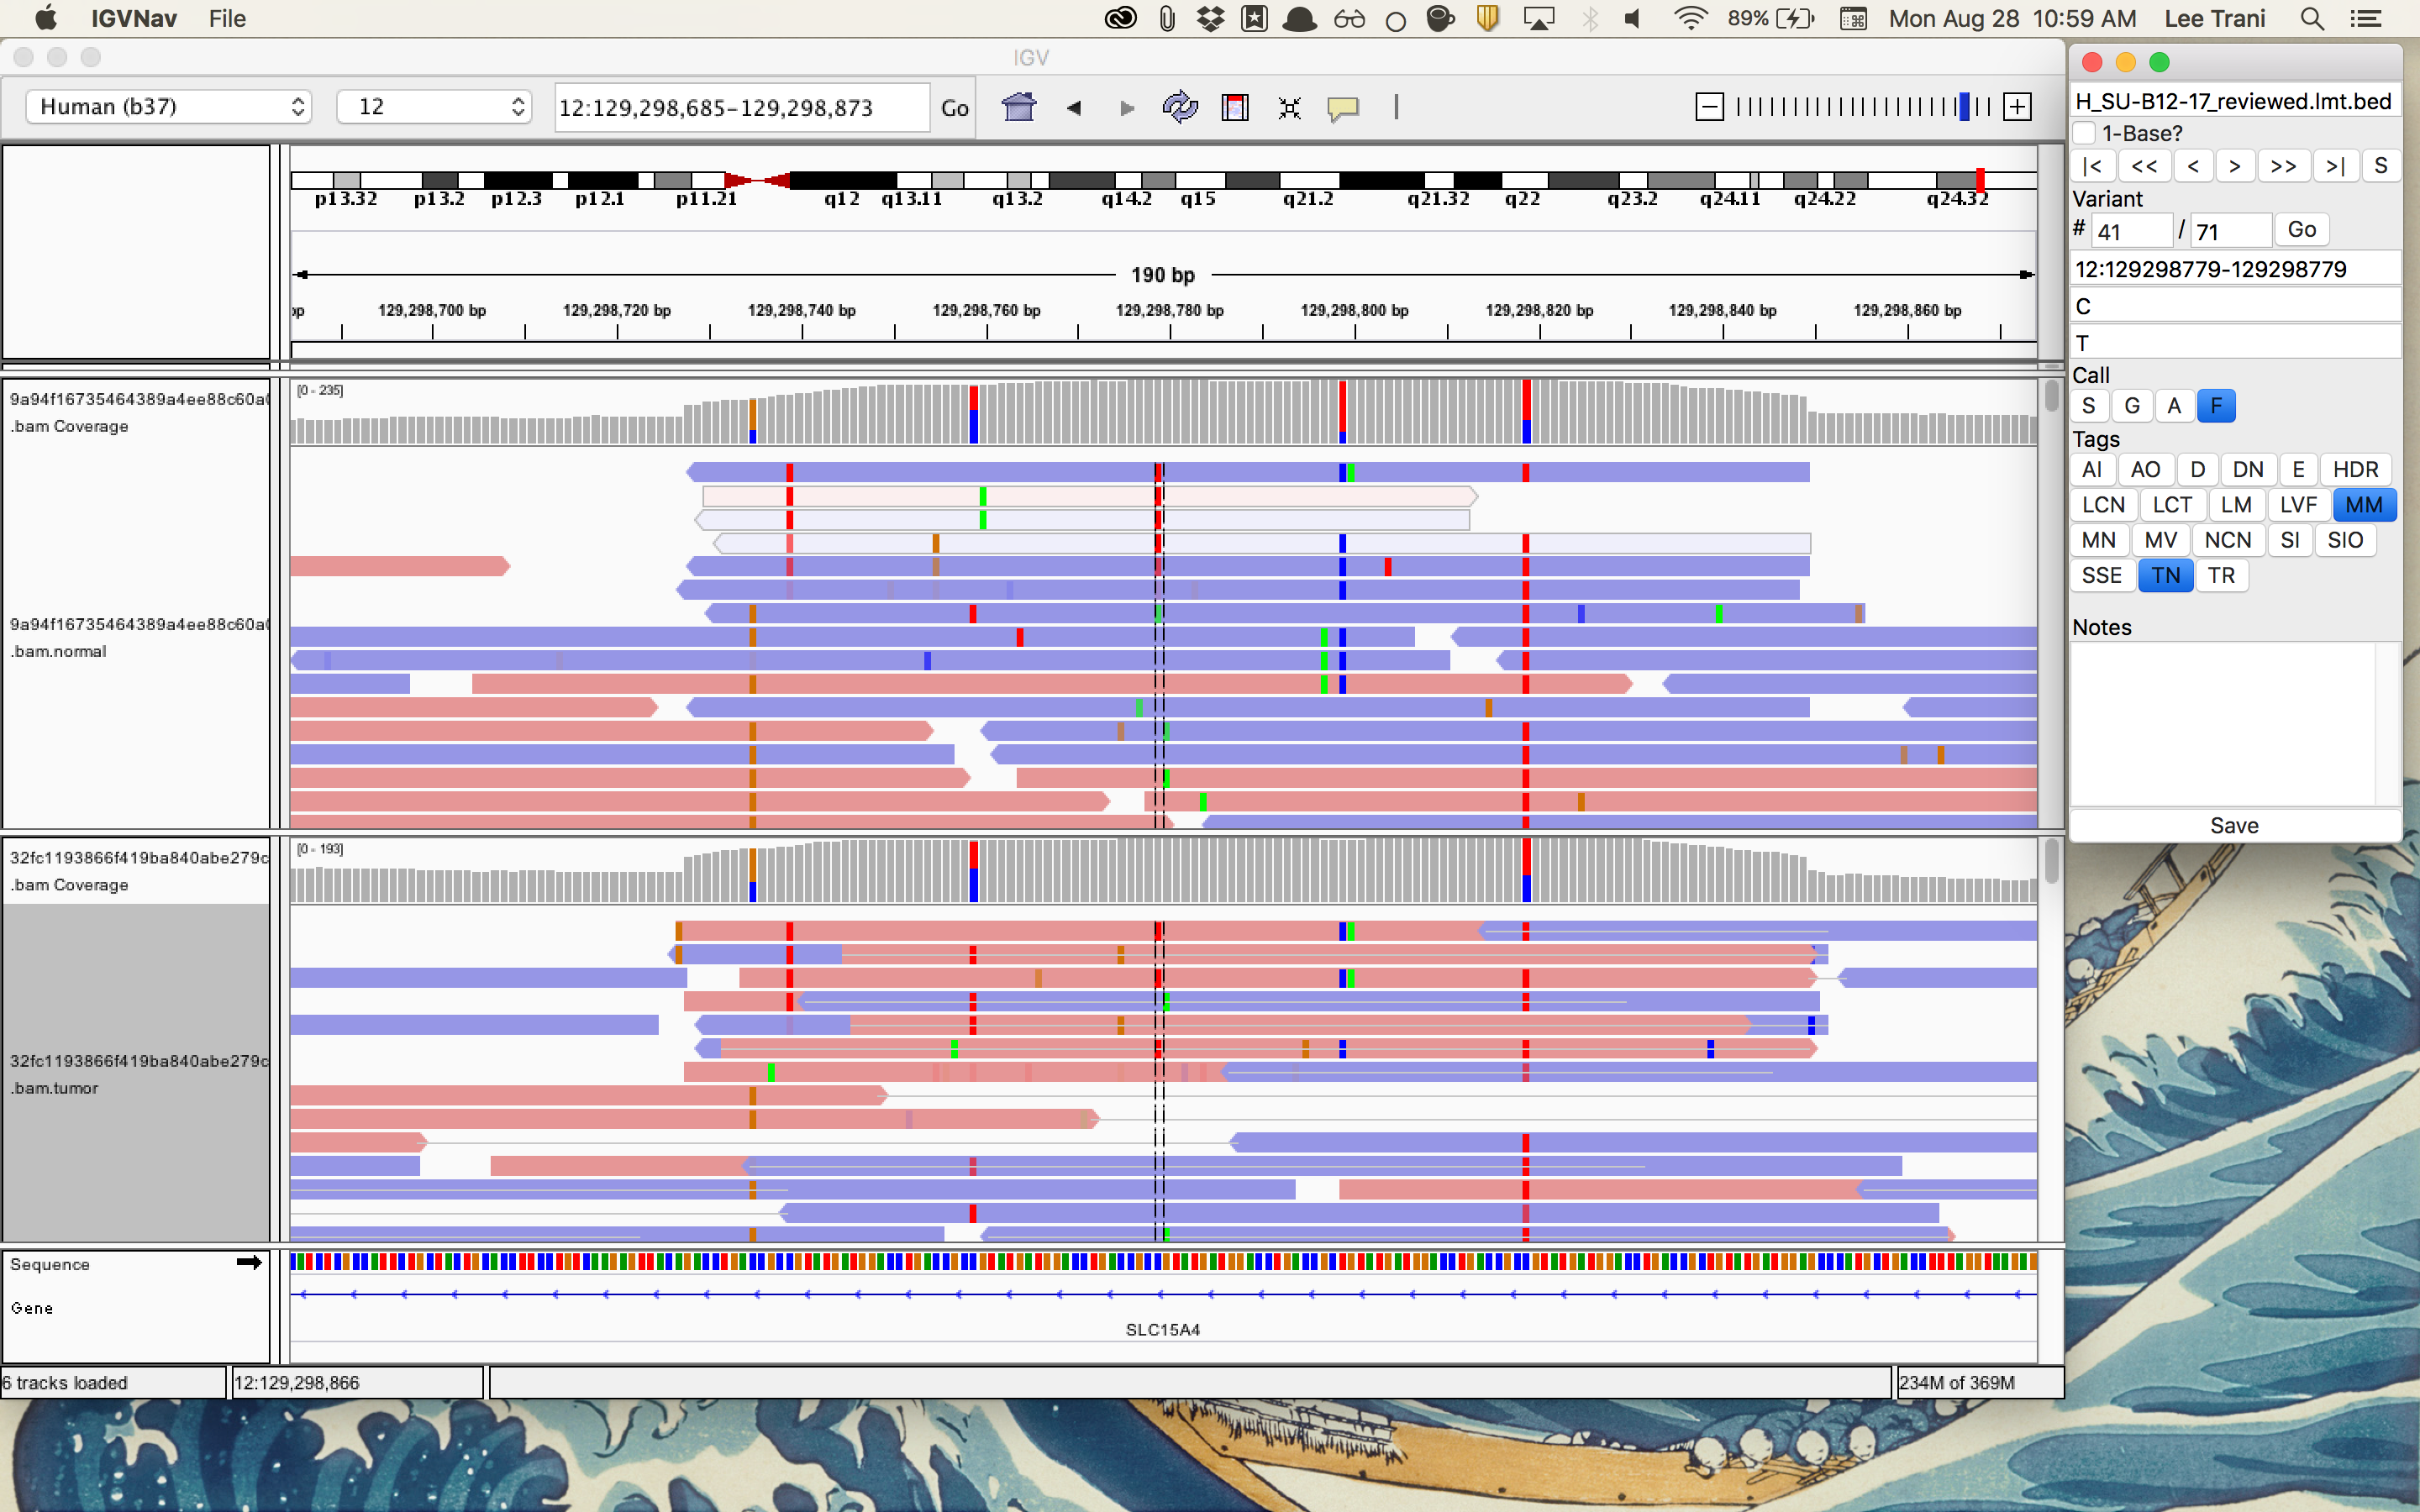 IGVNav File 89% Mon Aug 28 10:59 AM Lee Trani
IGV
Human (b37) 12 12:129,298,685-129,298,873 Go
p13.32 p13.2 p12.3 p12.1 p11.21 q12 q13.11 q13.2 q14.2 q15 q21.2 q21.32 q22 q23.2 q24.11 q24.22 q24.32
190 bp
129,298,700 bp 129,298,720 bp 129,298,740 bp 129,298,760 bp 129,298,780 bp 129,298,800 bp 129,298,820 bp 129,298,840 bp 129,298,860 bp
[0 - 235]
9a94f16735464389a4ee88c60a
.bam Coverage
9a94f16735464389a4ee88c60a
.bam.normal
[0 - 193]
32fc1193866f419ba840abe279c
.bam Coverage
32fc1193866f419ba840abe279c
.bam.tumor
Sequence
Gene
SLC15A4
6 tracks loaded 12:129,298,866 234M of 369M
H_SU-B12-17_reviewed.lmt.bed
1-Base?
|< << < > >> >| S
Variant
# 41 / 71 Go
12:129298779-129298779
C
T
Call
S G A F
Tags
AI AO D DN E HDR
LCN LCT LM LVF MM
MN MV NCN SI SIO
SSE TN TR
Notes
Save